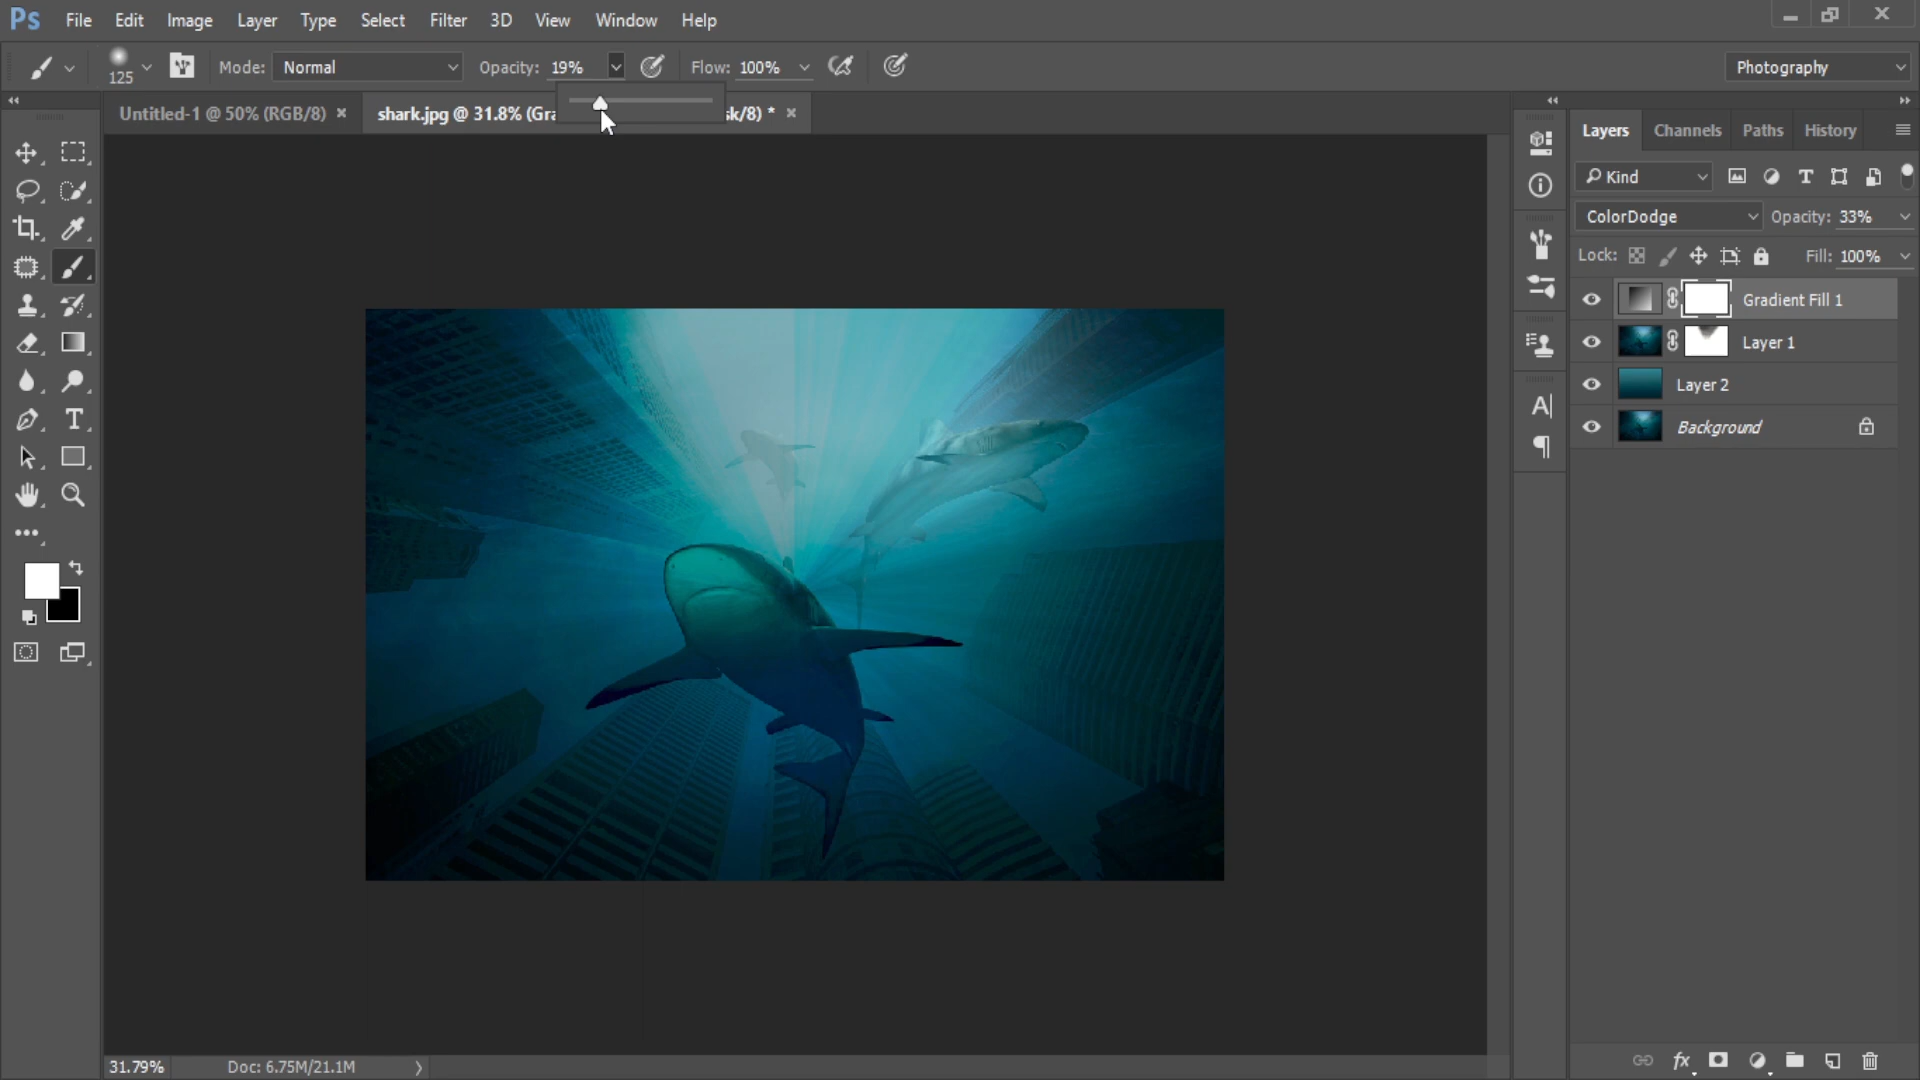 Ps File Edit Image Layer Type Select Filter 3D View Window Help
125 Mode: Normal Opacity: 19% Flow: 100% Photography
Untitled-1 @ 50% (RGB/8) × shark.jpg @ 31.8% (Gra sk/8) * ×
Layers Channels Paths History
Kind
ColorDodge Opacity: 33%
Lock: Fill: 100%
Gradient Fill 1
Layer 1
Layer 2
Background
31.79% Doc: 6.75M/21.1M